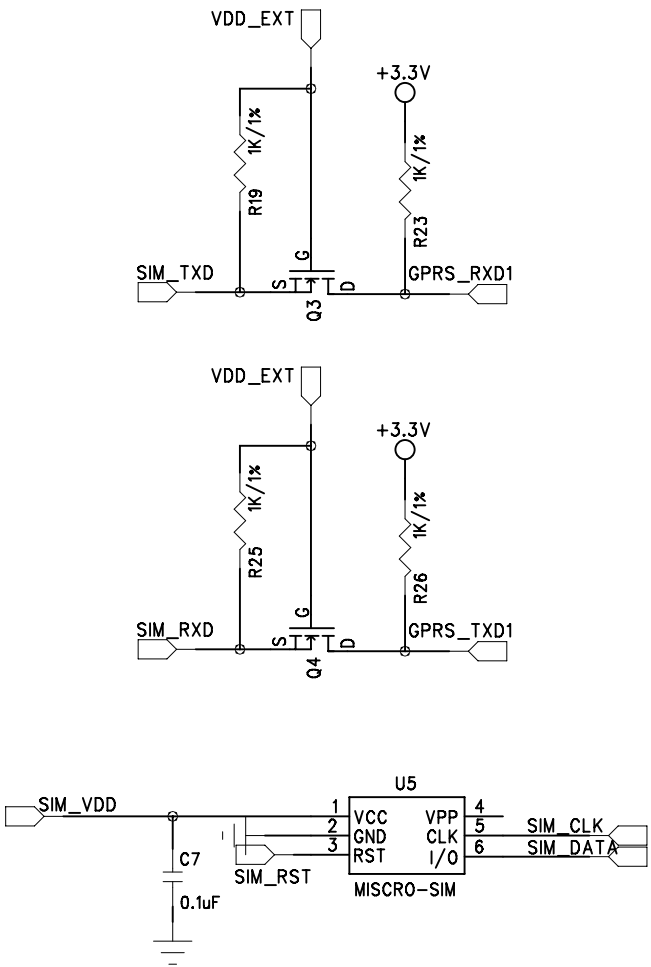 VDD_EXT
+3.3V
1K/1%
R19
1K/1%
R23
SIM_TXD
G
S
D
Q3
GPRS_RXD1
VDD_EXT
+3.3V
1K/1%
R25
1K/1%
R26
SIM_RXD
G
S
D
Q4
GPRS_TXD1
U5
SIM_VDD
1
VCC
VPP
4
2
GND
CLK
5
SIM_CLK
3
RST
I/O
6
SIM_DATA
C7
SIM_RST
MISCRO-SIM
0.1uF